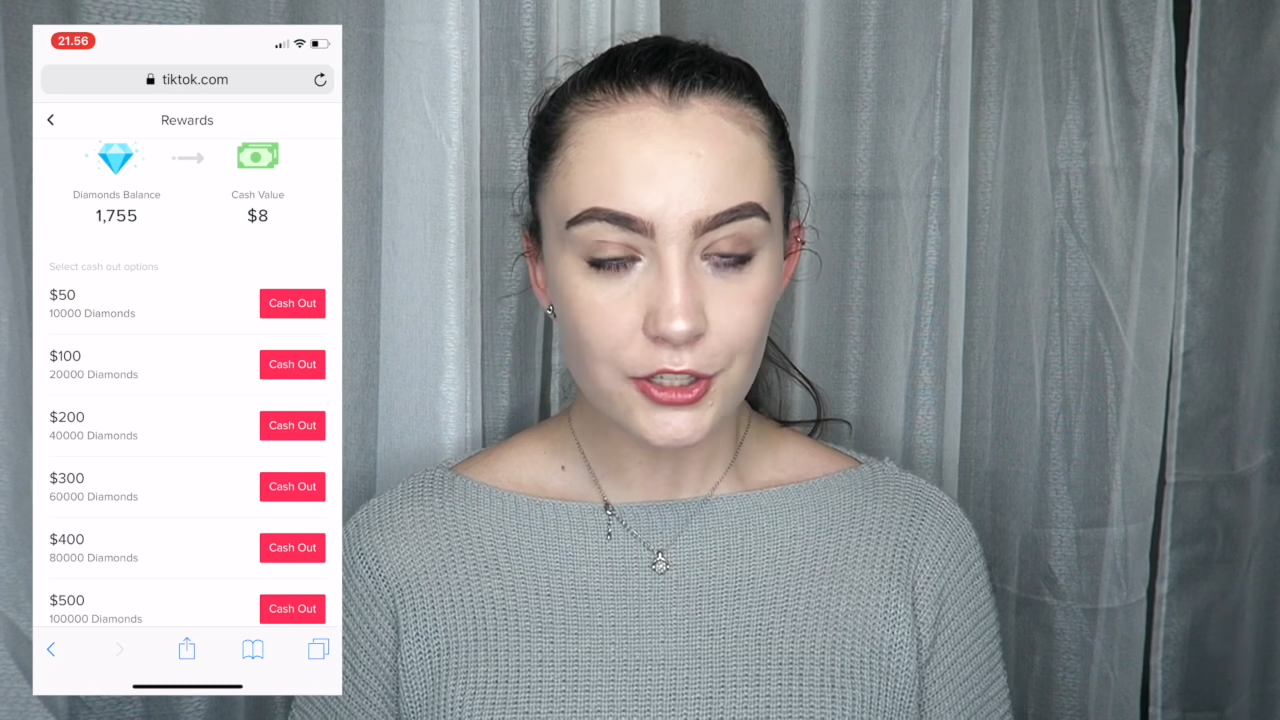 21.56
tiktok.com
Rewards
Diamonds Balance
Cash Value
1,755
$8
Select cash out options
$50
10000 Diamonds
Cash Out
$100
20000 Diamonds
Cash Out
$200
40000 Diamonds
Cash Out
$300
60000 Diamonds
Cash Out
$400
80000 Diamonds
Cash Out
$500
100000 Diamonds
Cash Out